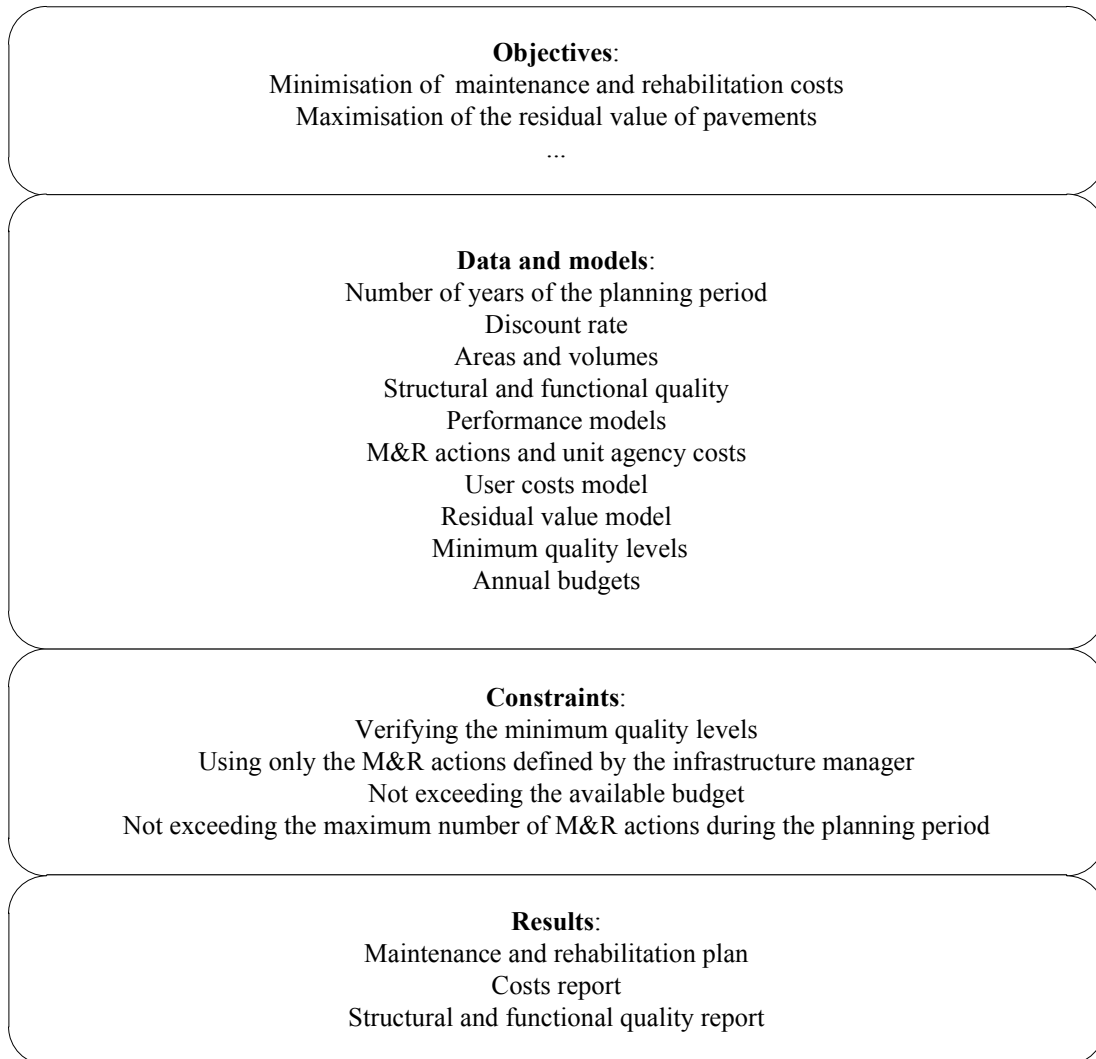 Objectives:
Minimisation of maintenance and rehabilitation costs
Maximisation of the residual value of pavements
...
Data and models:
Number of years of the planning period
Discount rate
Areas and volumes
Structural and functional quality
Performance models
M&R actions and unit agency costs
User costs model
Residual value model
Minimum quality levels
Annual budgets
Constraints:
Verifying the minimum quality levels
Using only the M&R actions defined by the infrastructure manager
Not exceeding the available budget
Not exceeding the maximum number of M&R actions during the planning period
Results:
Maintenance and rehabilitation plan
Costs report
Structural and functional quality report